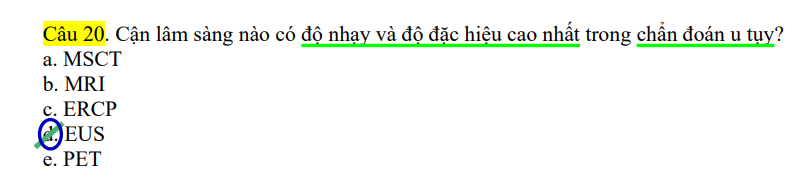 Câu 20. Cận lâm sàng nào có độ nhạy và độ đặc hiệu cao nhất trong chẩn đoán u tụy?
a. MSCT
b. MRI
c. ERCP
d. EUS
e. PET